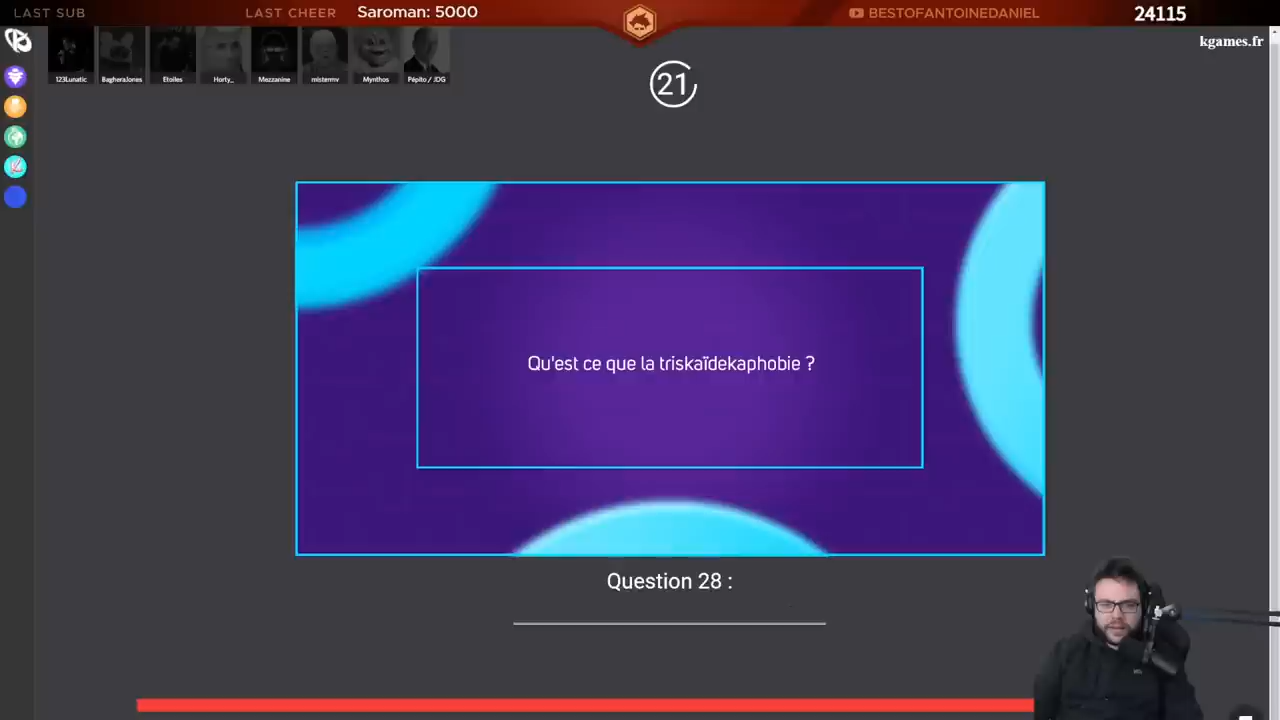 LAST SUB
LAST CHEER
Saroman: 5000
BESTOFANTOINEDANIEL
24115
kgames.fr
123Lunatic
BagheraJones
Etoiles
Horty_
Mezzanine
mistermv
Mynthos
Pépito / JDG
21
Qu'est ce que la triskaïdekaphobie ?
Question 28 :